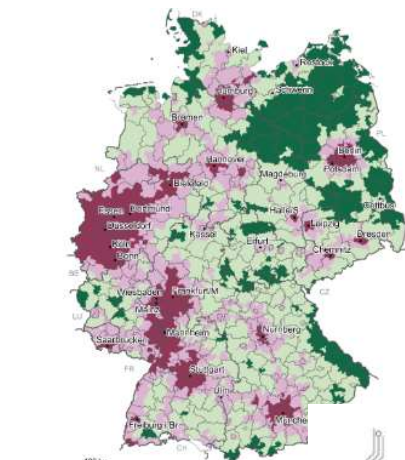 DK
Kiel
Rostock
Hamburg
Schwerin
Bremen
PL
Berlin
Hannover
Potsdam
NL
Magdeburg
Bielefeld
Essen
Dortmund
Cottbus
Düsseldorf
Halle/S
Leipzig
Kassel
Köln
Erfurt
Dresden
Bonn
Chemnitz
BE
Wiesbaden
Frankfurt/M
CZ
Mainz
LU
Mannheim
Nürnberg
Saarbrücken
FR
Stuttgart
Ulm
Münche
Freiburg i.Br
CH